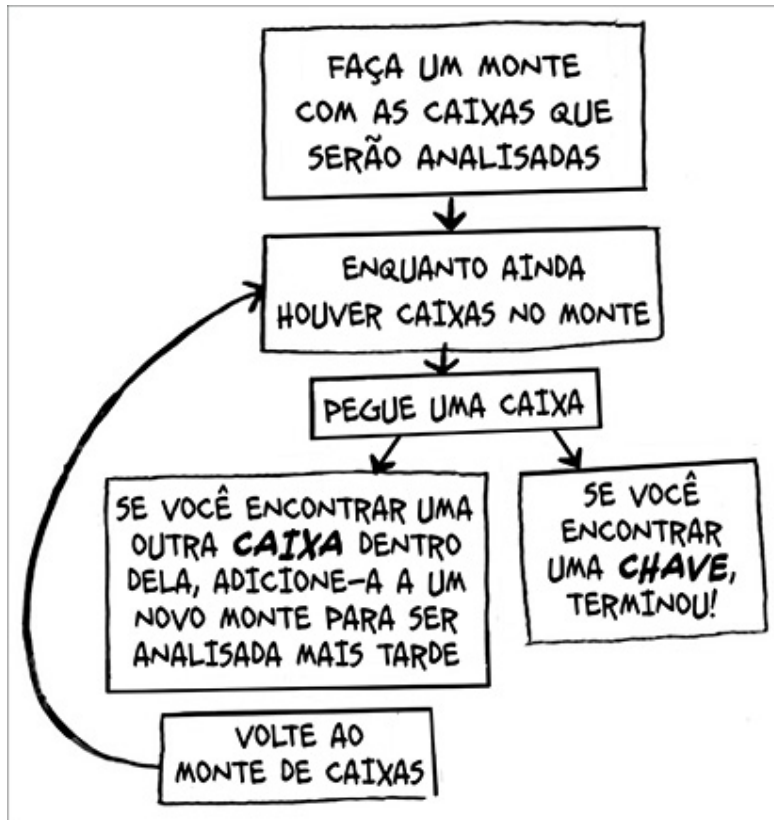 FAÇA UM MONTE
COM AS CAIXAS QUE
SERÃO ANALISADAS
ENQUANTO AINDA
HOUVER CAIXAS NO MONTE
PEGUE UMA CAIXA
SE VOCÊ ENCONTRAR UMA
OUTRA CAIXA DENTRO
DELA, ADICIONE-A A UM
NOVO MONTE PARA SER
ANALISADA MAIS TARDE
SE VOCÊ
ENCONTRAR
UMA CHAVE,
TERMINOU!
VOLTE AO
MONTE DE CAIXAS